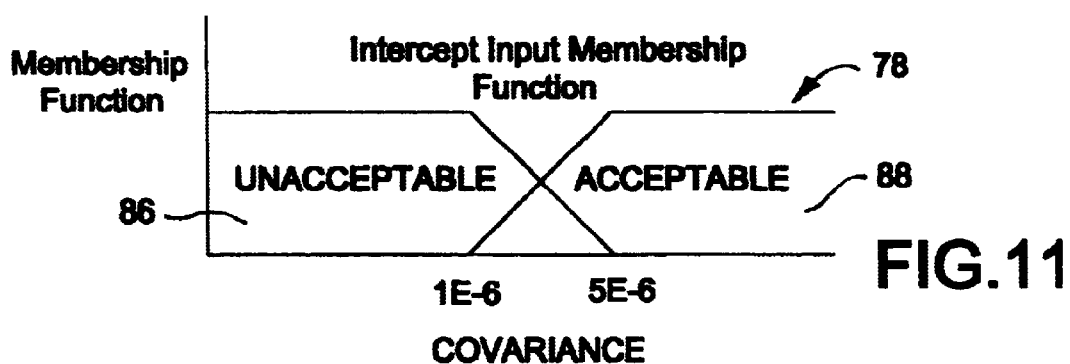 Membership
Function
Intercept Input Membership
Function
78
UNACCEPTABLE
ACCEPTABLE
86
88
1E-6
5E-6
COVARIANCE
FIG.11